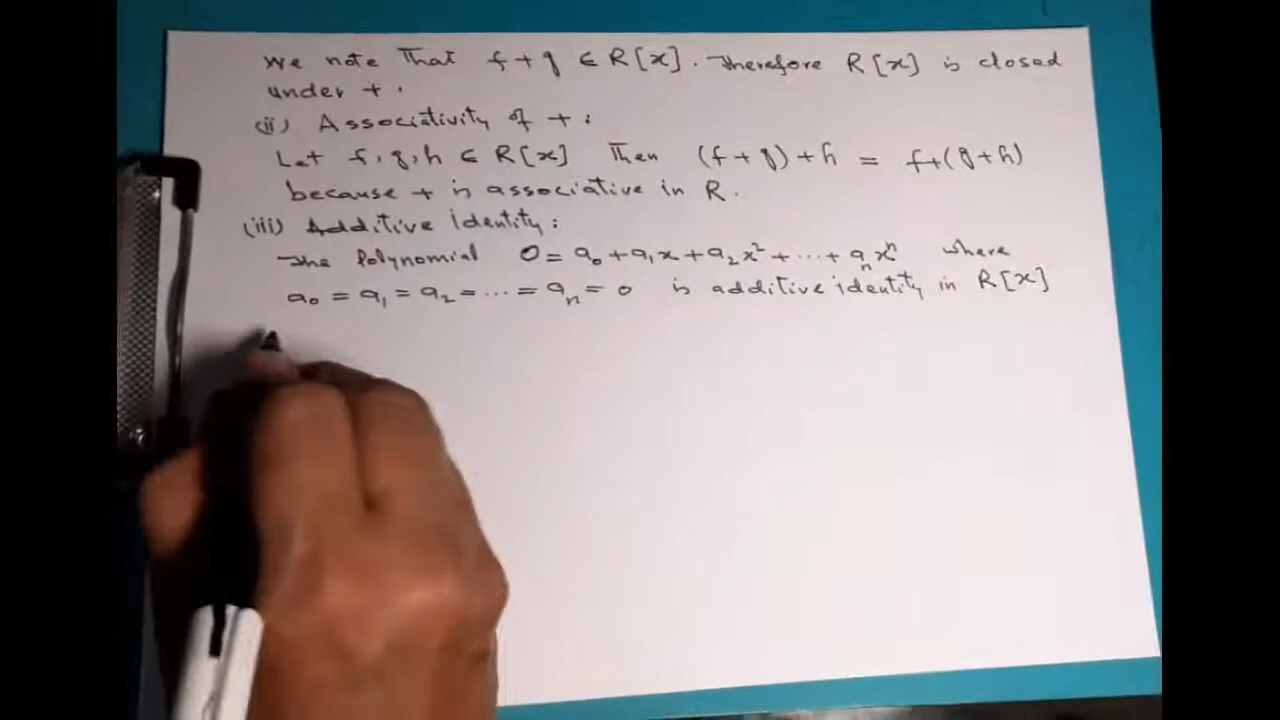 We note That f + g ∈ R[x]. Therefore R[x] is closed
under + .
(ii) Associativity of + :
Let f, g, h ∈ R[x] Then (f + g) + h = f + (g + h)
because + is associative in R.
(iii) Additive identity :
The Polynomial 0 = a₀ + a₁x + a₂x² + ... + aₙxⁿ where
a₀ = a₁ = a₂ = ... = aₙ = 0 is additive identity in R[x]